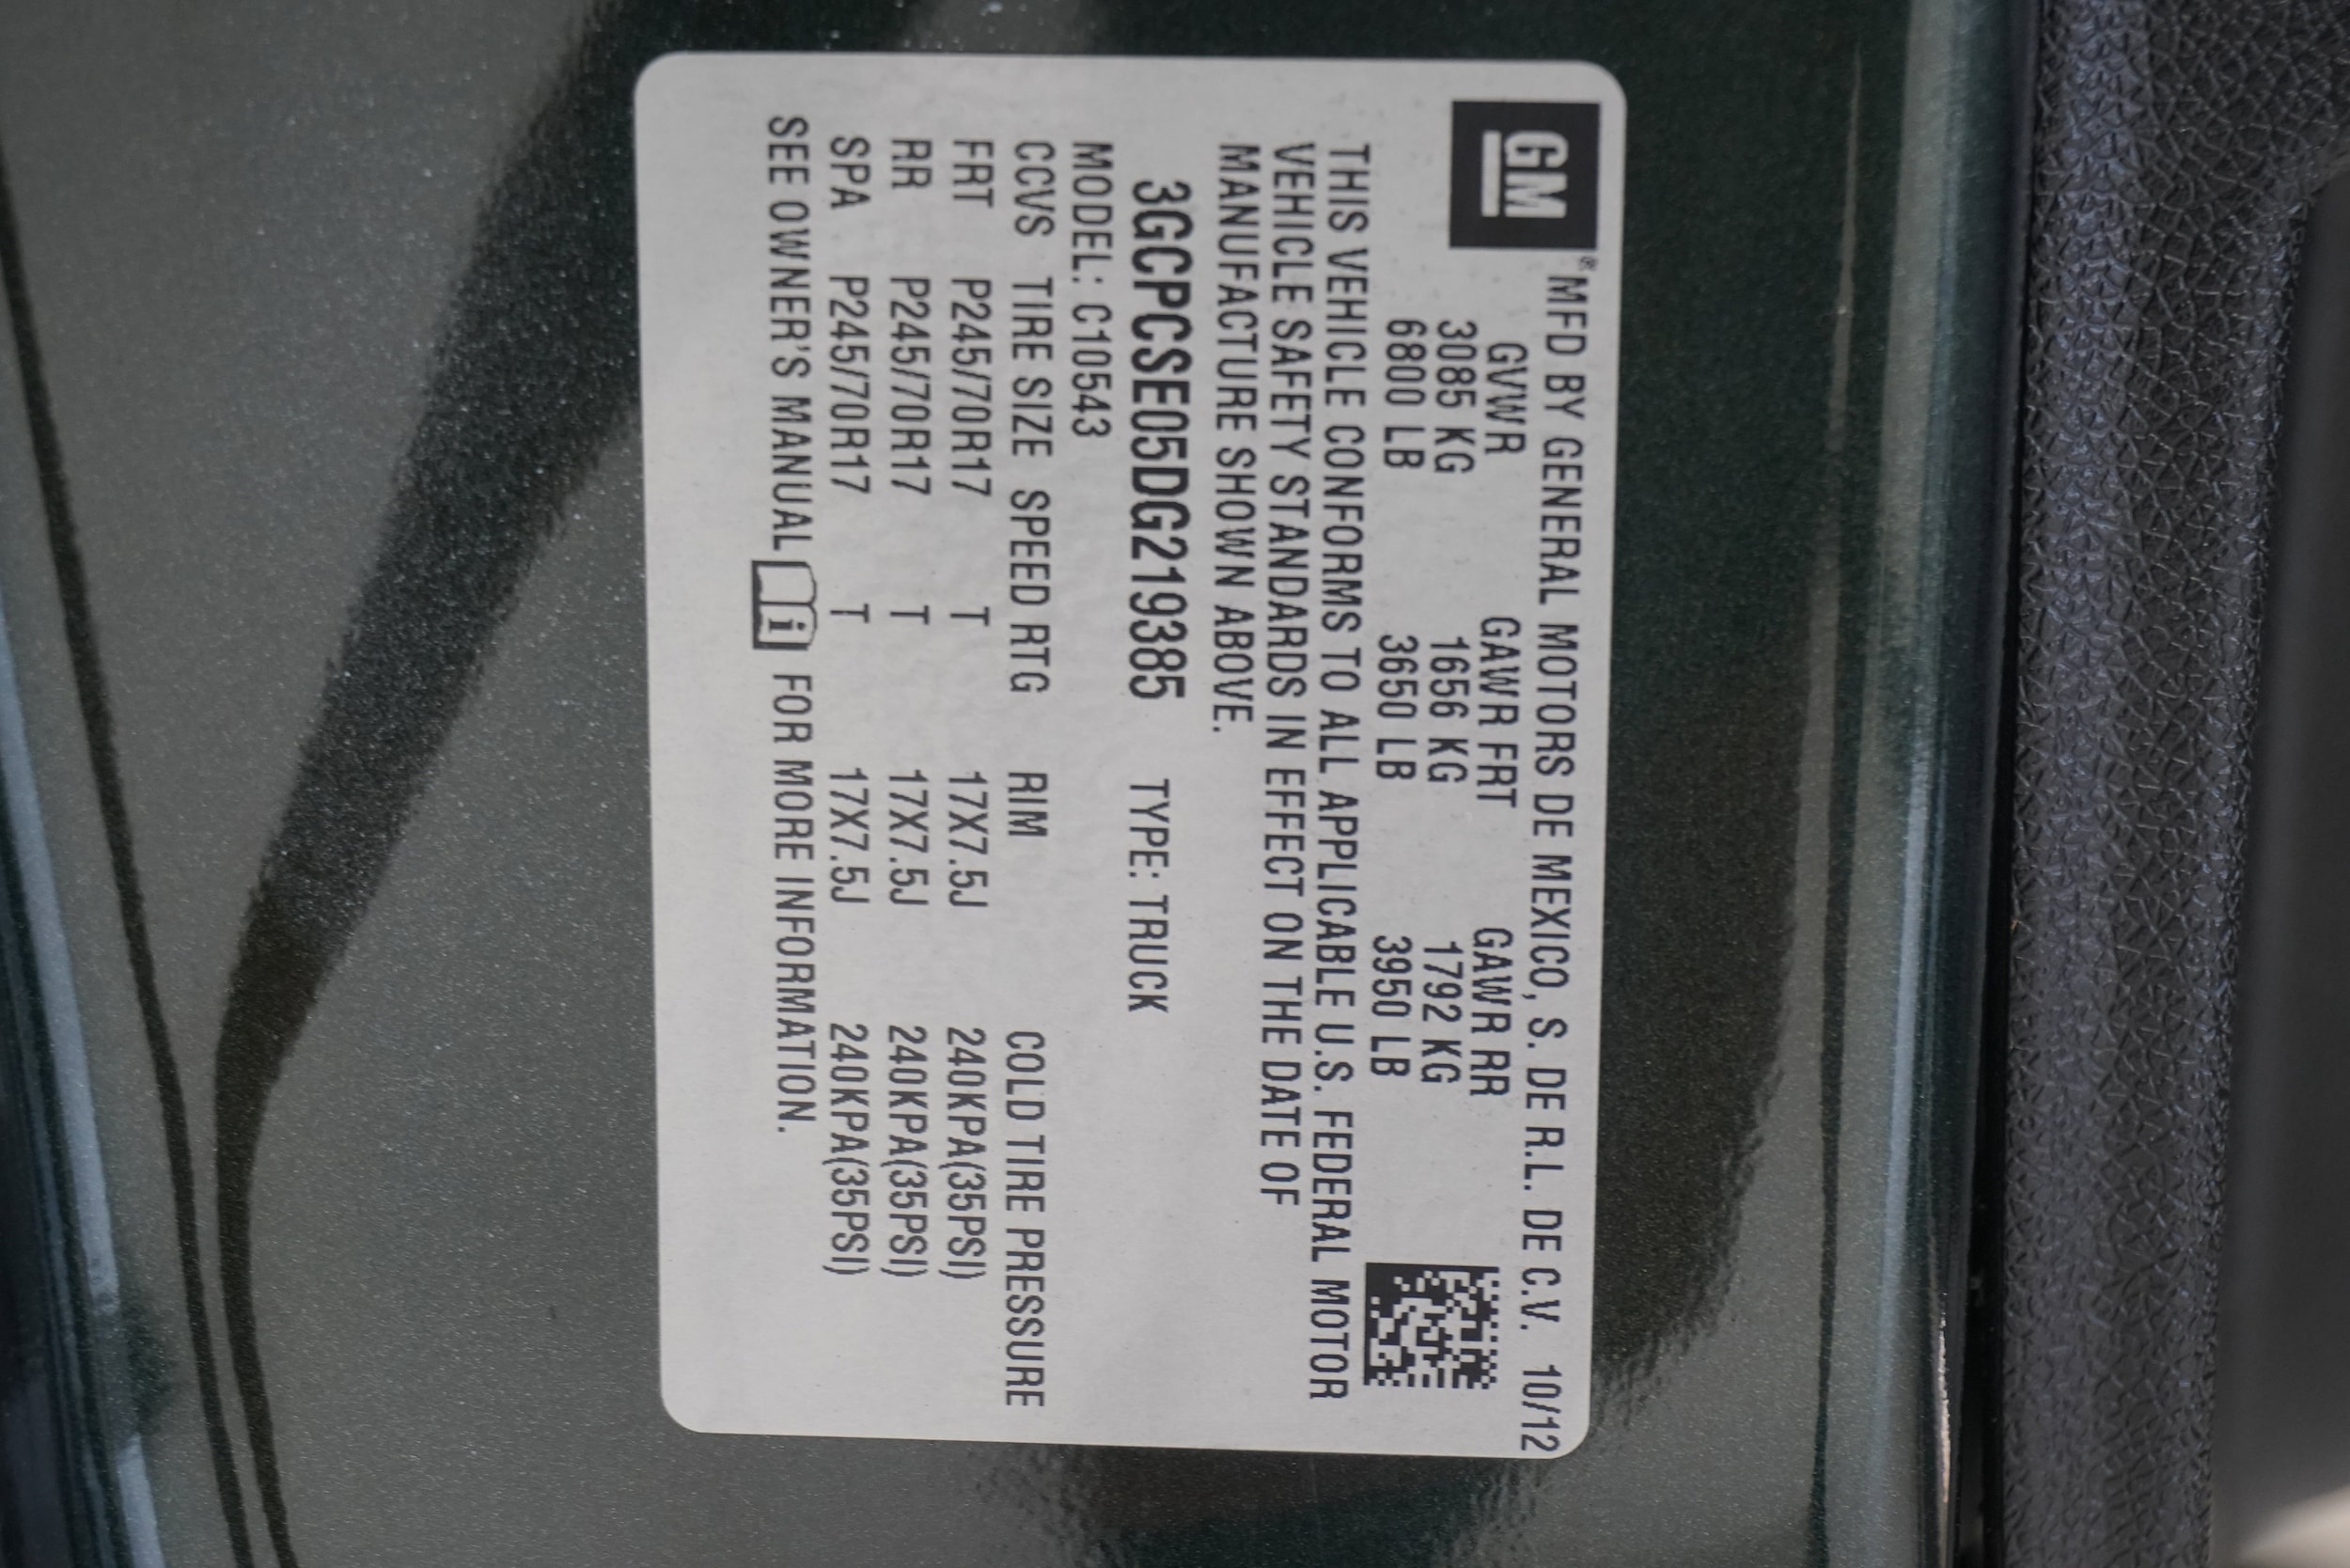 GM ® MFD BY GENERAL MOTORS DE MEXICO, S. DE R.L. DE C.V. 10/12
GVWR GAWR FRT GAWR RR
3085 KG 1656 KG 1792 KG
6800 LB 3650 LB 3950 LB
THIS VEHICLE CONFORMS TO ALL APPLICABLE U.S. FEDERAL MOTOR
VEHICLE SAFETY STANDARDS IN EFFECT ON THE DATE OF
MANUFACTURE SHOWN ABOVE.
3GCPCSE05DG219385 TYPE: TRUCK
MODEL: C10543
CCVS TIRE SIZE SPEED RTG RIM COLD TIRE PRESSURE
FRT P245/70R17 T 17X7.5J 240KPA(35PSI)
RR P245/70R17 T 17X7.5J 240KPA(35PSI)
SPA P245/70R17 T 17X7.5J 240KPA(35PSI)
SEE OWNER'S MANUAL i FOR MORE INFORMATION.